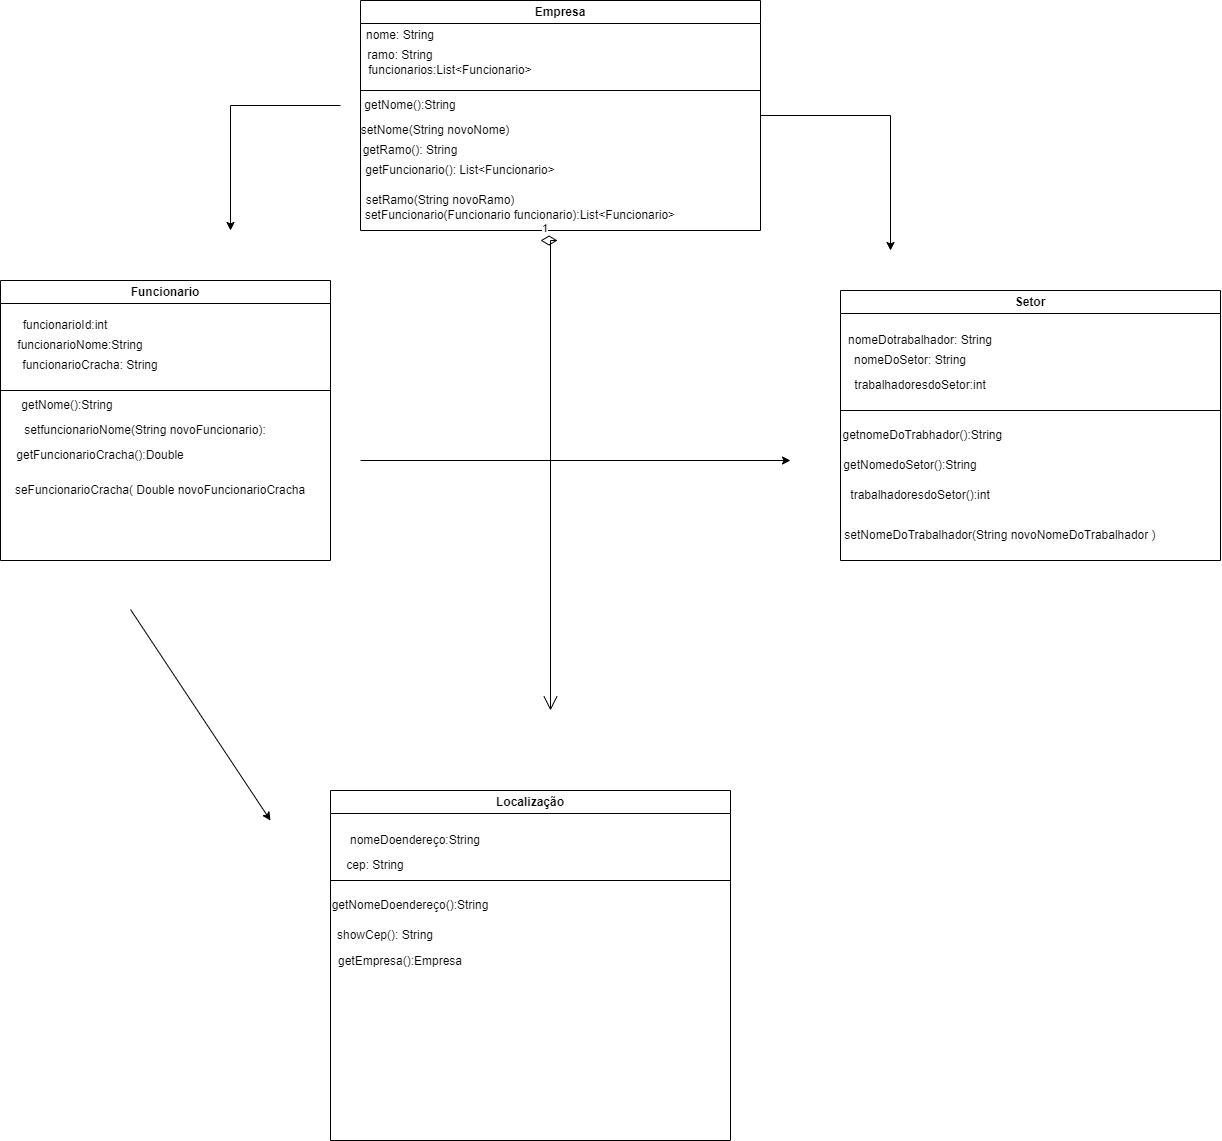 Empresa
nome: String
ramo: String
funcionarios:List<Funcionario>
getNome():String
setNome(String novoNome)
getRamo(): String
getFuncionario(): List<Funcionario>
setRamo(String novoRamo)
setFuncionario(Funcionario funcionario):List<Funcionario>
1
Funcionario
funcionarioId:int
funcionarioNome:String
funcionarioCracha: String
getNome():String
setfuncionarioNome(String novoFuncionario):
getFuncionarioCracha():Double
seFuncionarioCracha( Double novoFuncionarioCracha
Setor
nomeDotrabalhador: String
nomeDoSetor: String
trabalhadoresdoSetor:int
getnomeDoTrabhador():String
getNomedoSetor():String
trabalhadoresdoSetor():int
setNomeDoTrabalhador(String novoNomeDoTrabalhador )
Localização
nomeDoendereço:String
cep: String
getNomeDoendereço():String
showCep(): String
getEmpresa():Empresa